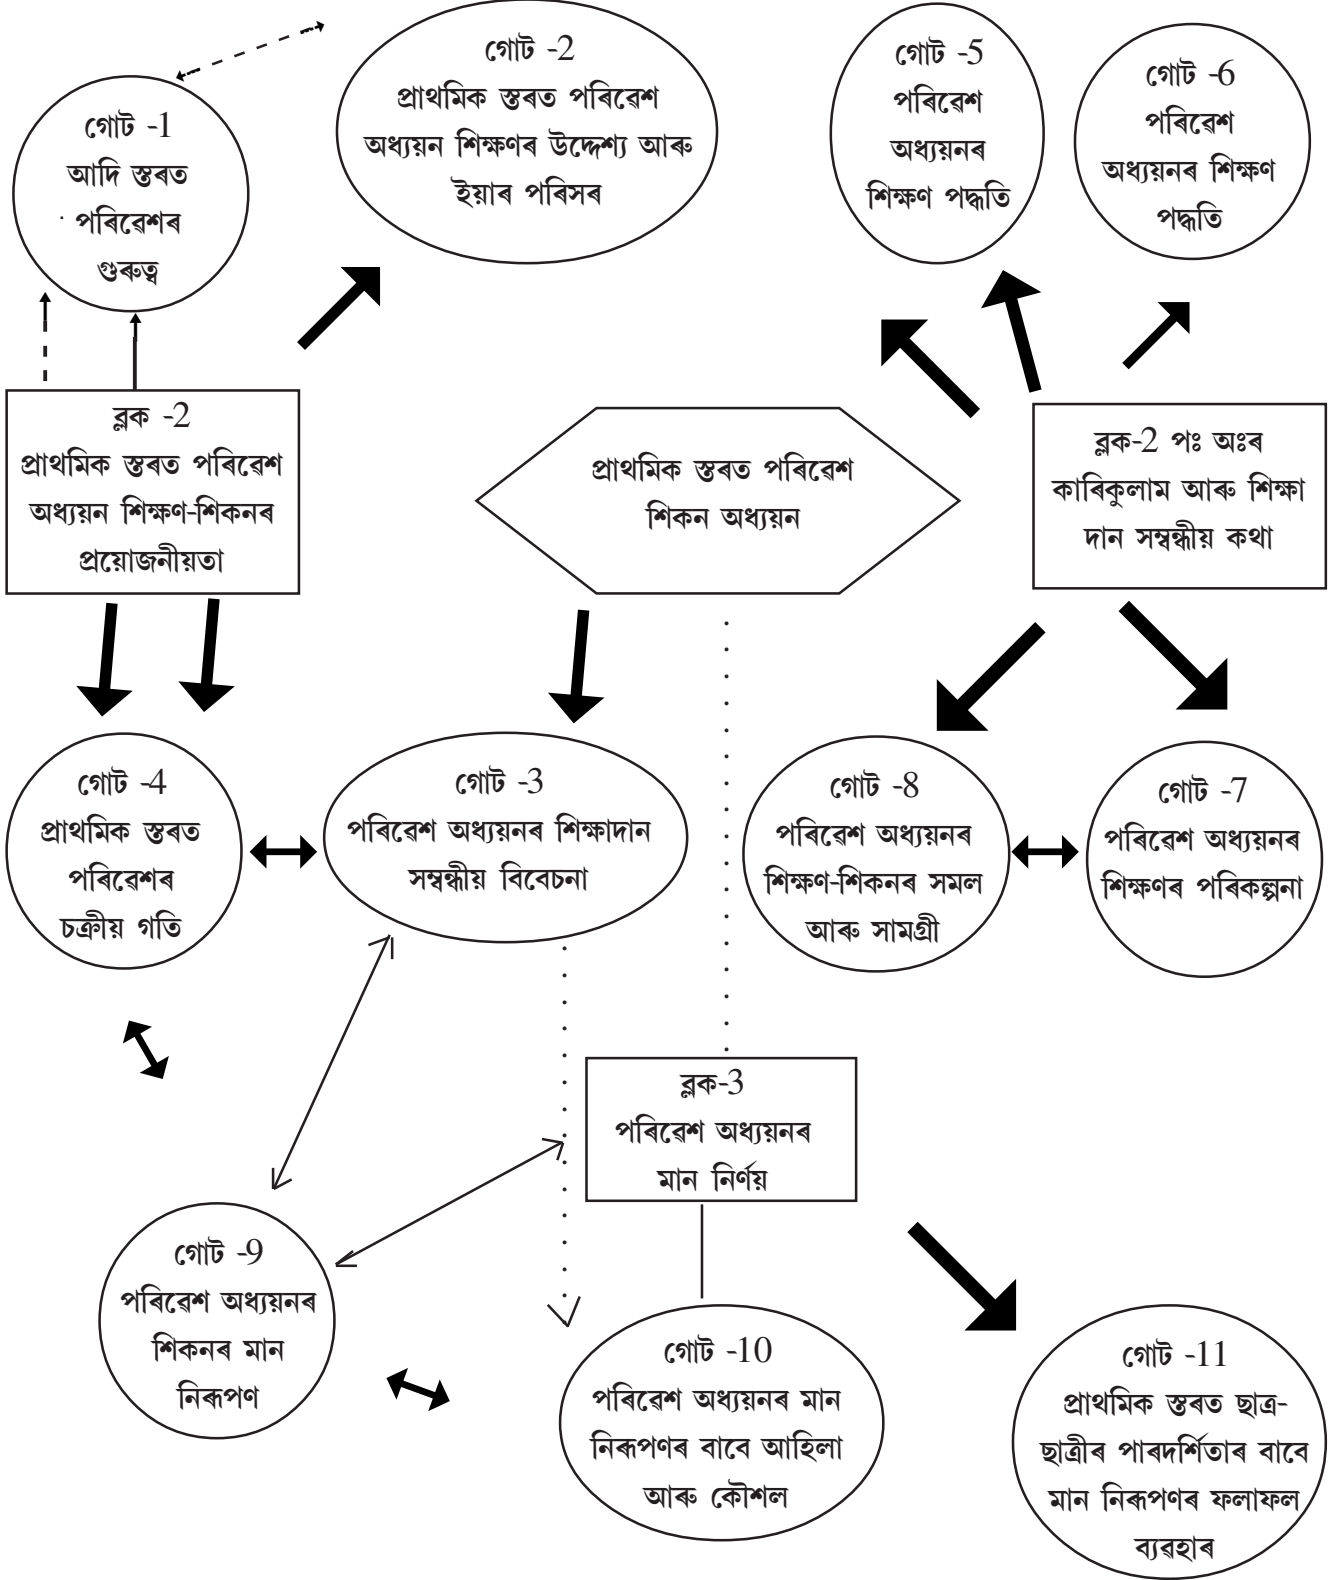 গোট -1
আদি স্তৰত
পৰিৱেশৰ
গুৰুত্ব
গোট -2
প্ৰাথমিক স্তৰত পৰিৱেশ
অধ্যয়ন শিক্ষণৰ উদ্দেশ্য আৰু
ইয়াৰ পৰিসৰ
গোট -5
পৰিৱেশ
অধ্যয়নৰ
শিক্ষণ পদ্ধতি
গোট -6
পৰিৱেশ
অধ্যয়নৰ শিক্ষণ
পদ্ধতি
ব্লক -2
প্ৰাথমিক স্তৰত পৰিৱেশ
অধ্যয়ন শিক্ষণ-শিকনৰ
প্ৰয়োজনীয়তা
প্ৰাথমিক স্তৰত পৰিৱেশ
শিকন অধ্যয়ন
ব্লক-2 পঃ অঃৰ
কাৰিকুলাম আৰু শিক্ষা
দান সম্বন্ধীয় কথা
গোট -4
প্ৰাথমিক স্তৰত
পৰিৱেশৰ
চক্ৰীয় গতি
গোট -3
পৰিৱেশ অধ্যয়নৰ শিক্ষাদান
সম্বন্ধীয় বিবেচনা
গোট -8
পৰিৱেশ অধ্যয়নৰ
শিক্ষণ-শিকনৰ সমল
আৰু সামগ্ৰী
গোট -7
পৰিৱেশ অধ্যয়নৰ
শিক্ষণৰ পৰিকল্পনা
ব্লক-3
পৰিৱেশ অধ্যয়নৰ
মান নিৰ্ণয়
গোট -9
পৰিৱেশ অধ্যয়নৰ
শিকনৰ মান
নিৰূপণ
গোট -10
পৰিৱেশ অধ্যয়নৰ মান
নিৰূপণৰ বাবে আহিলা
আৰু কৌশল
গোট -11
প্ৰাথমিক স্তৰত ছাত্ৰ-
ছাত্ৰীৰ পাৰদৰ্শিতাৰ বাবে
মান নিৰূপণৰ ফলাফল
ব্যৱহাৰ